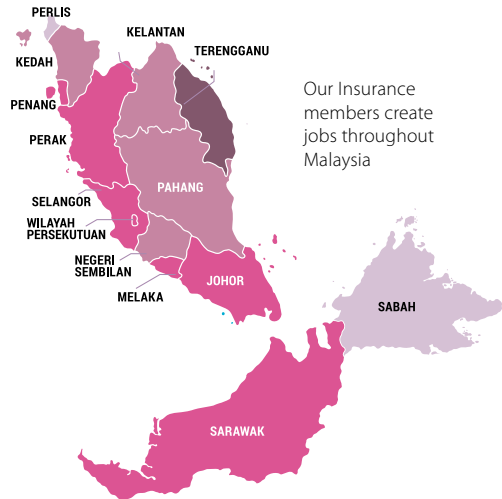 PERLIS
KELANTAN
TERENGGANU
KEDAH
PENANG
PERAK
Our Insurance
members create
jobs throughout
Malaysia
PAHANG
SELANGOR
WILAYAH
PERSEKUTUAN
NEGERI
SEMBILAN
JOHOR
MELAKA
SABAH
SARAWAK